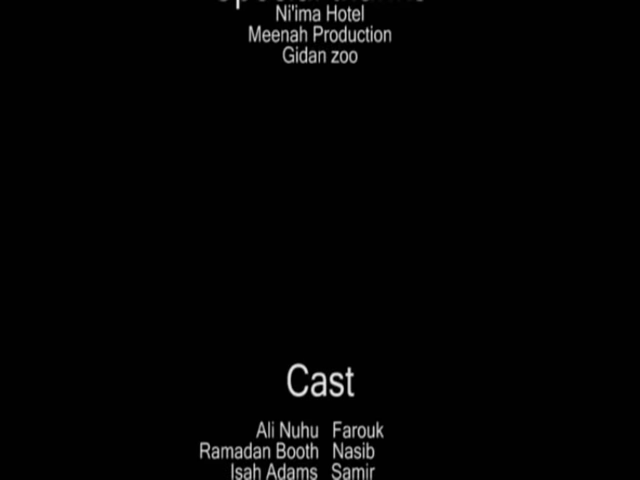 Ni'ima Hotel
Meenah Production
Gidan zoo
Cast
Ali Nuhu Farouk
Ramadan Booth Nasib
Isah Adams Samir